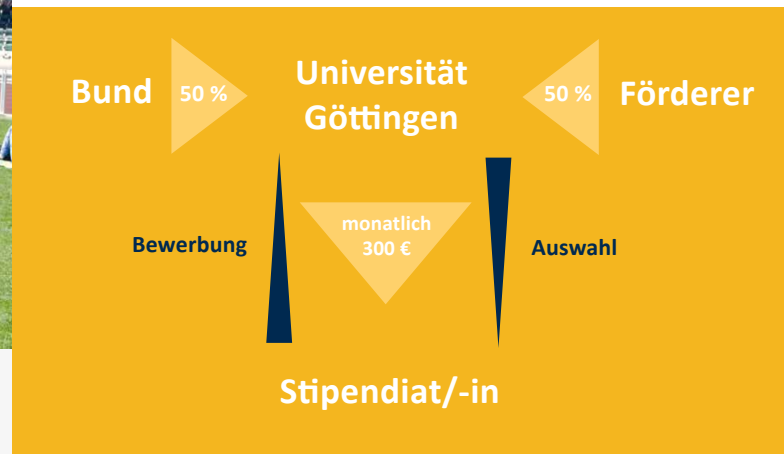 Bund
50 %
Universität
Göttingen
50 %
Förderer
Bewerbung
monatlich
300 €
Auswahl
Stipendiat/-in